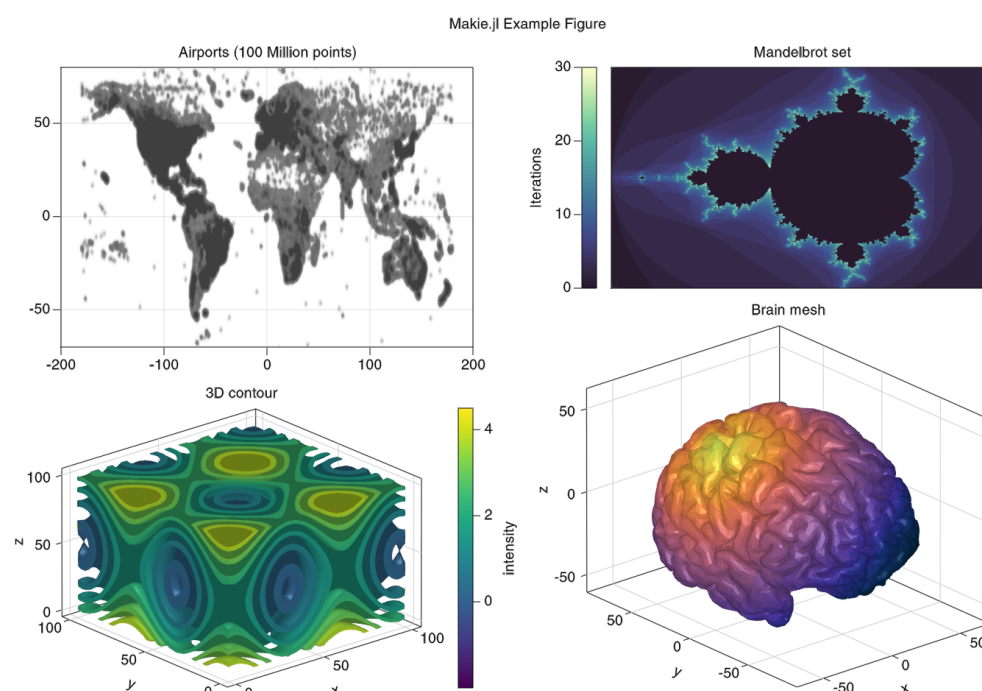 Makie.jl Example Figure
Airports (100 Million points)
50
0
-50
-200
-100
0
100
200
Mandelbrot set
30
20
10
0
Iterations
3D contour
100
50
0
z
100
50
0
y
0
50
100
x
4
2
0
intensity
Brain mesh
50
0
-50
z
50
0
-50
y
-50
0
50
x